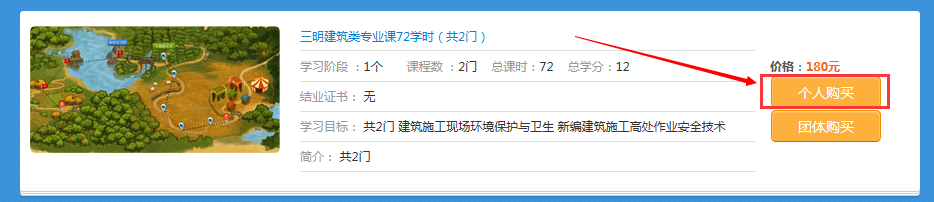 三明建筑类专业课72学时（共2门）
学习阶段：1个 课程数：2门 总课时：72 总学分：12
价格：180元
结业证书： 无
个人购买
学习目标： 共2门 建筑施工现场环境保护与卫生 新编建筑施工高处作业安全技术
团体购买
简介： 共2门